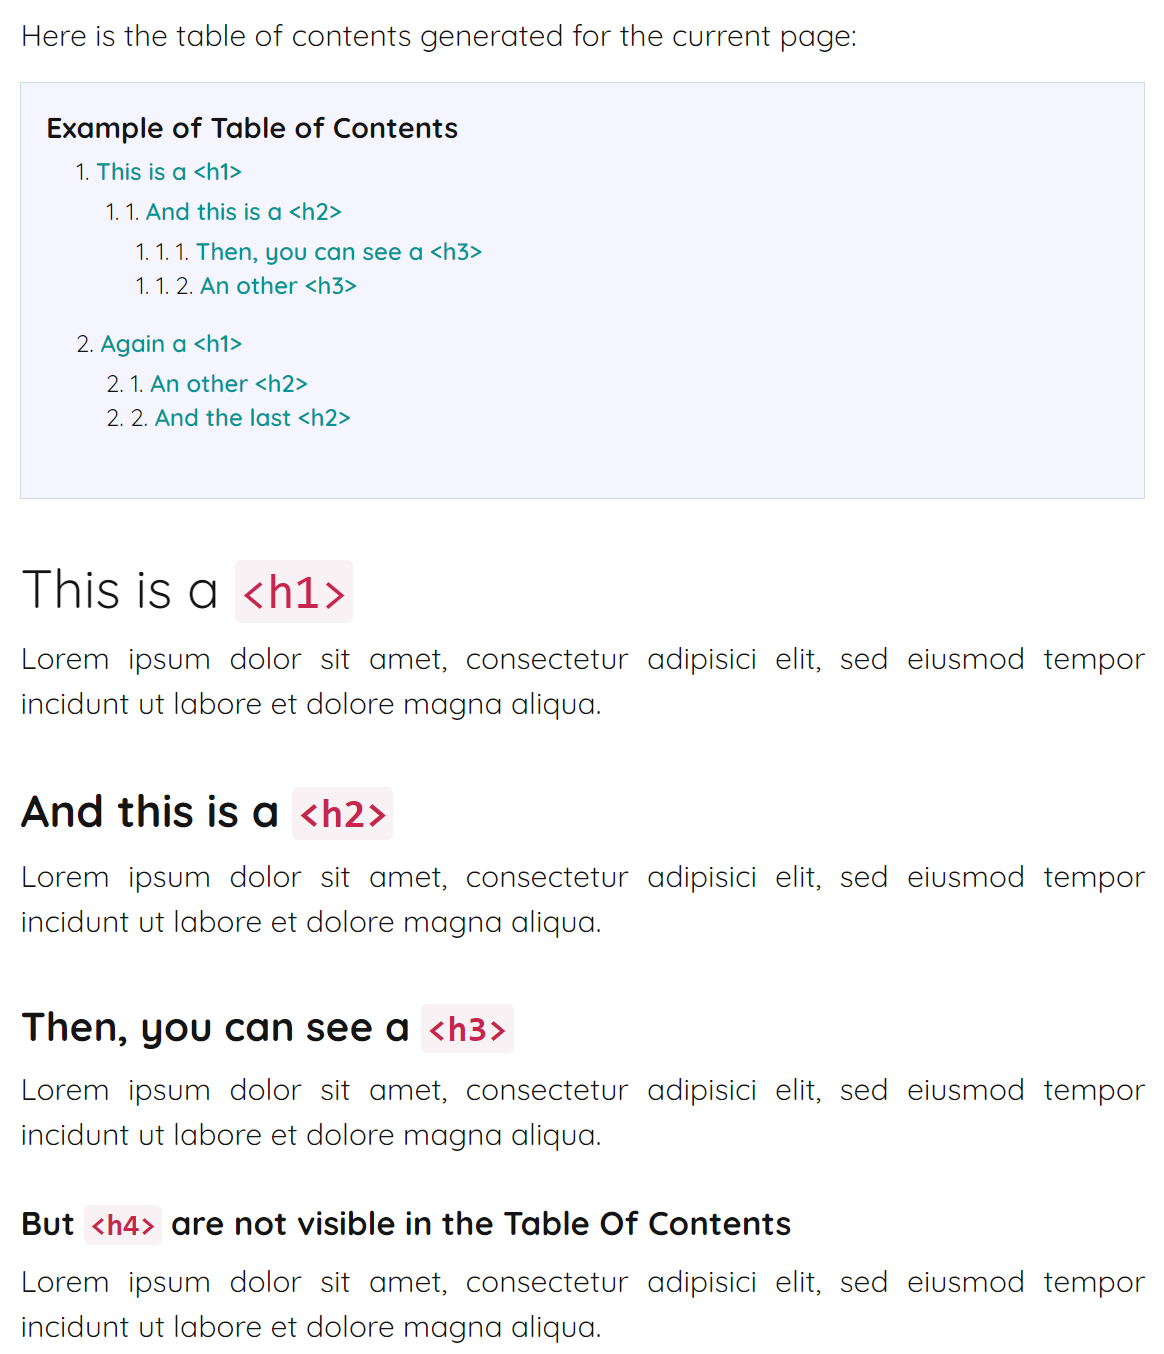 Here is the table of contents generated for the current page:
Example of Table of Contents
1. This is a <h1>
1. 1. And this is a <h2>
1. 1. 1. Then, you can see a <h3>
1. 1. 2. An other <h3>
2. Again a <h1>
2. 1. An other <h2>
2. 2. And the last <h2>
This is a <h1>
Lorem ipsum dolor sit amet, consectetur adipisici elit, sed eiusmod tempor
incidunt ut labore et dolore magna aliqua.
And this is a <h2>
Lorem ipsum dolor sit amet, consectetur adipisici elit, sed eiusmod tempor
incidunt ut labore et dolore magna aliqua.
Then, you can see a <h3>
Lorem ipsum dolor sit amet, consectetur adipisici elit, sed eiusmod tempor
incidunt ut labore et dolore magna aliqua.
But <h4> are not visible in the Table Of Contents
Lorem ipsum dolor sit amet, consectetur adipisici elit, sed eiusmod tempor
incidunt ut labore et dolore magna aliqua.